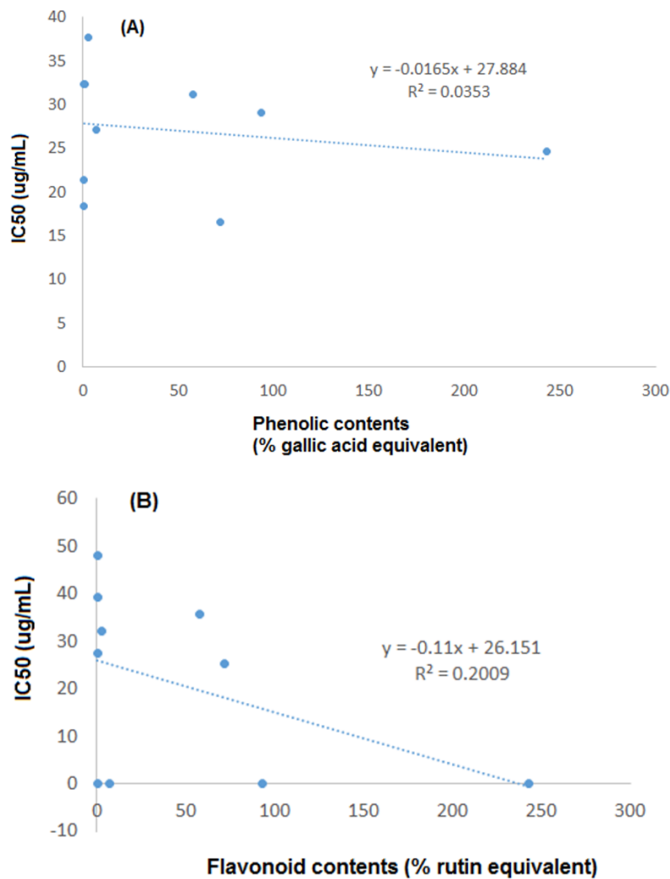 (A)
40
35
30
25
20
15
10
5
0
IC50 (ug/mL)
y = -0.0165x + 27.884
R² = 0.0353
0 50 100 150 200 250 300
Phenolic contents
(% gallic acid equivalent)
(B)
60
50
40
30
20
10
0
-10
IC50 (ug/mL)
y = -0.11x + 26.151
R² = 0.2009
0 50 100 150 200 250 300
Flavonoid contents (% rutin equivalent)